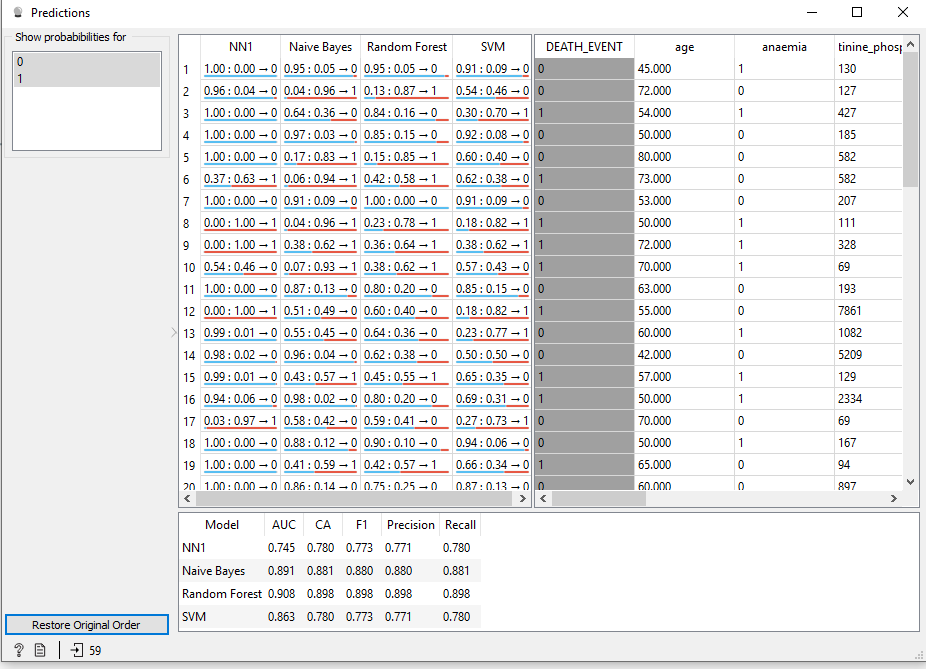 Predictions
Show probabibilities for
0
1
NN1 Naive Bayes Random Forest SVM DEATH_EVENT age anaemia tinine_phosp
1 1.00 : 0.00 → 0 0.95 : 0.05 → 0 0.95 : 0.05 → 0 0.91 : 0.09 → 0 0 45.000 1 130
2 0.96 : 0.04 → 0 0.04 : 0.96 → 1 0.13 : 0.87 → 1 0.54 : 0.46 → 0 0 72.000 0 127
3 1.00 : 0.00 → 0 0.64 : 0.36 → 0 0.84 : 0.16 → 0 0.30 : 0.70 → 1 1 54.000 1 427
4 1.00 : 0.00 → 0 0.97 : 0.03 → 0 0.85 : 0.15 → 0 0.92 : 0.08 → 0 0 50.000 0 185
5 1.00 : 0.00 → 0 0.17 : 0.83 → 1 0.15 : 0.85 → 1 0.60 : 0.40 → 0 0 80.000 0 582
6 0.37 : 0.63 → 1 0.06 : 0.94 → 1 0.42 : 0.58 → 1 0.62 : 0.38 → 0 1 73.000 0 582
7 1.00 : 0.00 → 0 0.91 : 0.09 → 0 1.00 : 0.00 → 0 0.91 : 0.09 → 0 0 53.000 0 207
8 0.00 : 1.00 → 1 0.04 : 0.96 → 1 0.23 : 0.78 → 1 0.18 : 0.82 → 1 1 50.000 1 111
9 0.00 : 1.00 → 1 0.38 : 0.62 → 1 0.36 : 0.64 → 1 0.38 : 0.62 → 1 1 72.000 1 328
10 0.54 : 0.46 → 0 0.07 : 0.93 → 1 0.38 : 0.62 → 1 0.57 : 0.43 → 0 1 70.000 1 69
11 1.00 : 0.00 → 0 0.87 : 0.13 → 0 0.80 : 0.20 → 0 0.85 : 0.15 → 0 0 63.000 0 193
12 0.00 : 1.00 → 1 0.51 : 0.49 → 0 0.60 : 0.40 → 0 0.18 : 0.82 → 1 1 55.000 0 7861
13 0.99 : 0.01 → 0 0.55 : 0.45 → 0 0.64 : 0.36 → 0 0.23 : 0.77 → 1 0 60.000 1 1082
14 0.98 : 0.02 → 0 0.96 : 0.04 → 0 0.62 : 0.38 → 0 0.50 : 0.50 → 0 0 42.000 0 5209
15 0.99 : 0.01 → 0 0.43 : 0.57 → 1 0.45 : 0.55 → 1 0.65 : 0.35 → 0 1 57.000 1 129
16 0.94 : 0.06 → 0 0.98 : 0.02 → 0 0.80 : 0.20 → 0 0.69 : 0.31 → 0 1 50.000 1 2334
17 0.03 : 0.97 → 1 0.58 : 0.42 → 0 0.59 : 0.41 → 0 0.27 : 0.73 → 1 0 70.000 0 69
18 1.00 : 0.00 → 0 0.88 : 0.12 → 0 0.90 : 0.10 → 0 0.94 : 0.06 → 0 0 50.000 1 167
19 1.00 : 0.00 → 0 0.41 : 0.59 → 1 0.42 : 0.57 → 1 0.66 : 0.34 → 0 1 65.000 0 94
20 1.00 : 0.00 → 0 0.86 : 0.14 → 0 0.75 : 0.25 → 0 0.87 : 0.13 → 0 0 60.000 0 897
Model AUC CA F1 Precision Recall
NN1 0.745 0.780 0.773 0.771 0.780
Naive Bayes 0.891 0.881 0.880 0.880 0.881
Random Forest 0.908 0.898 0.898 0.898 0.898
SVM 0.863 0.780 0.773 0.771 0.780
Restore Original Order
? 59